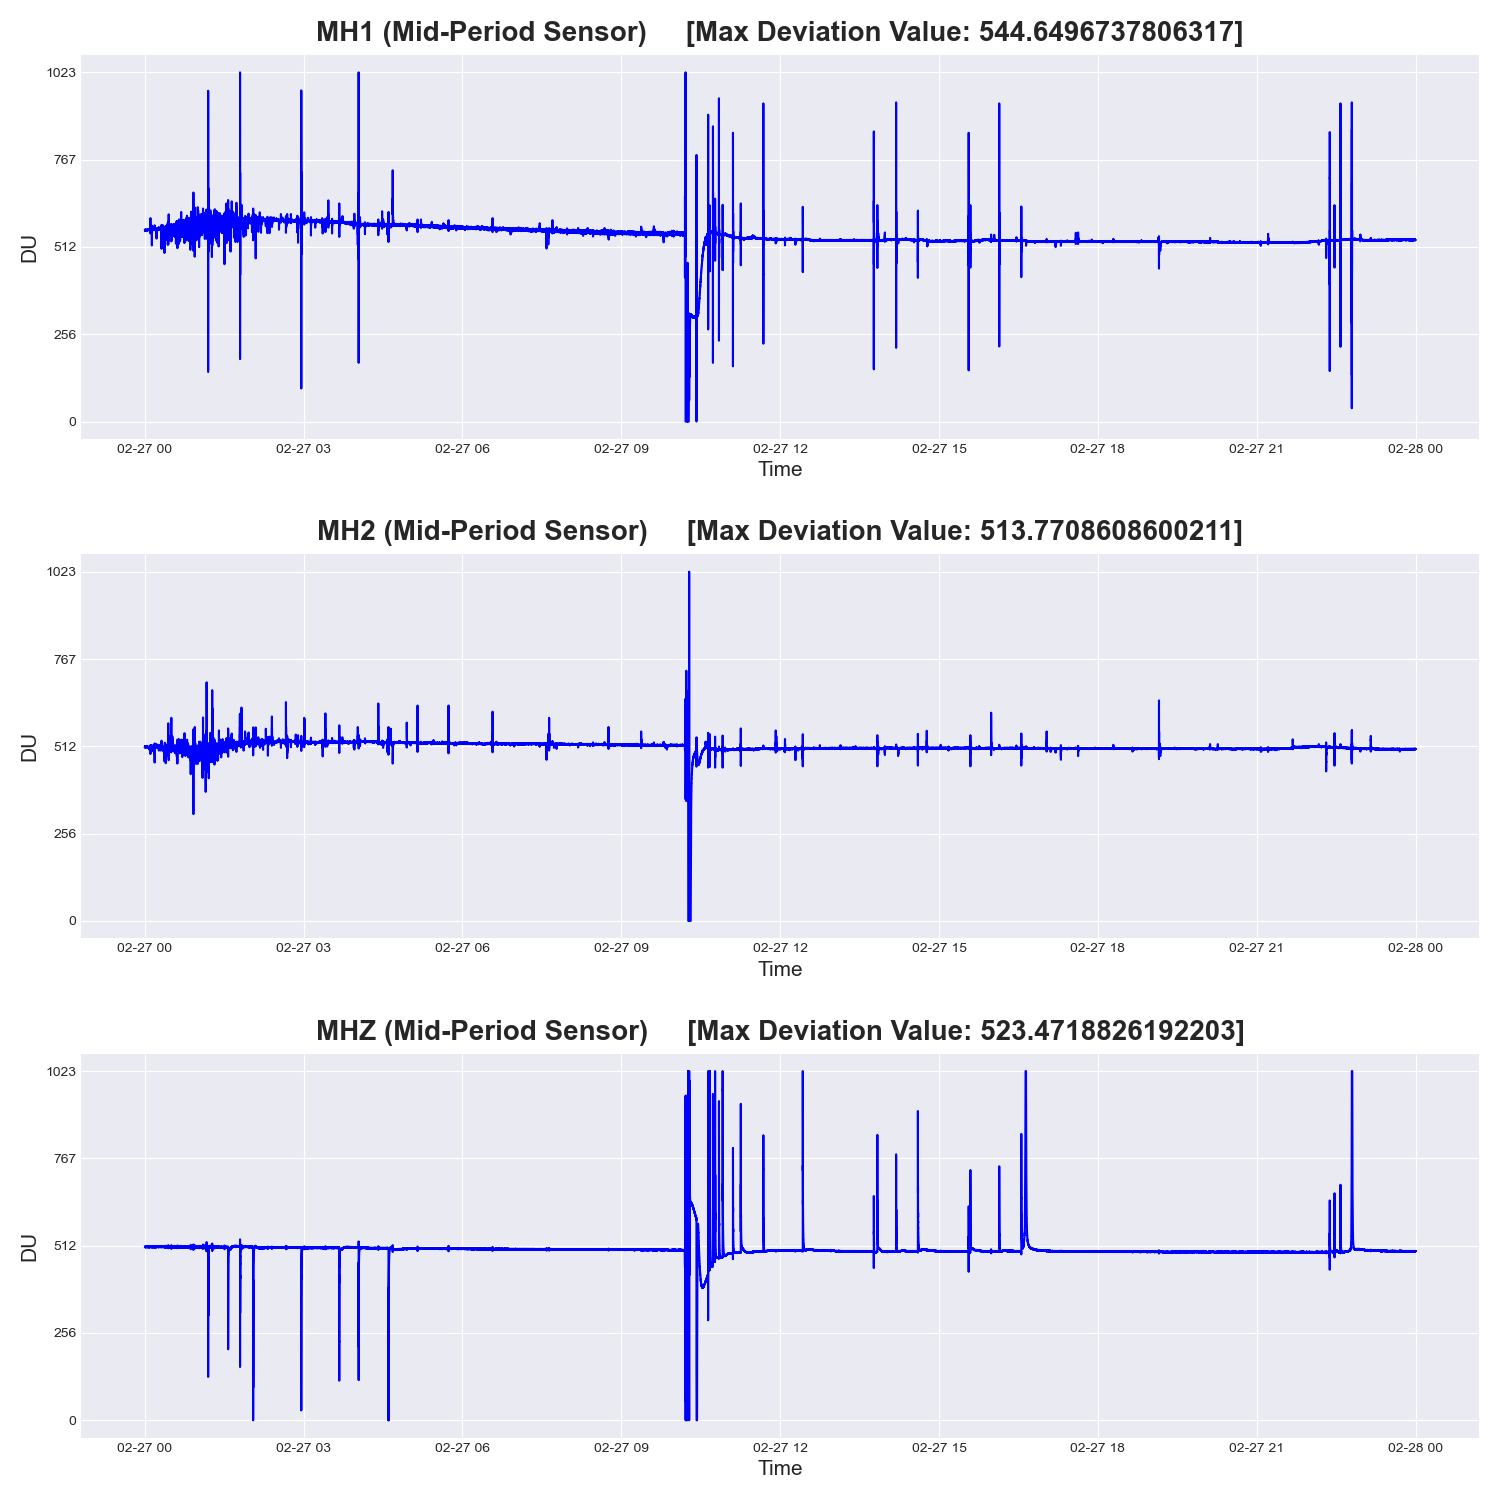 MH1 (Mid-Period Sensor) [Max Deviation Value: 544.6496737806317]
1023
767
512
256
0
DU
02-27 00 02-27 03 02-27 06 02-27 09 02-27 12 02-27 15 02-27 18 02-27 21 02-28 00
Time
MH2 (Mid-Period Sensor) [Max Deviation Value: 513.7708608600211]
1023
767
512
256
0
DU
02-27 00 02-27 03 02-27 06 02-27 09 02-27 12 02-27 15 02-27 18 02-27 21 02-28 00
Time
MHZ (Mid-Period Sensor) [Max Deviation Value: 523.4718826192203]
1023
767
512
256
0
DU
02-27 00 02-27 03 02-27 06 02-27 09 02-27 12 02-27 15 02-27 18 02-27 21 02-28 00
Time